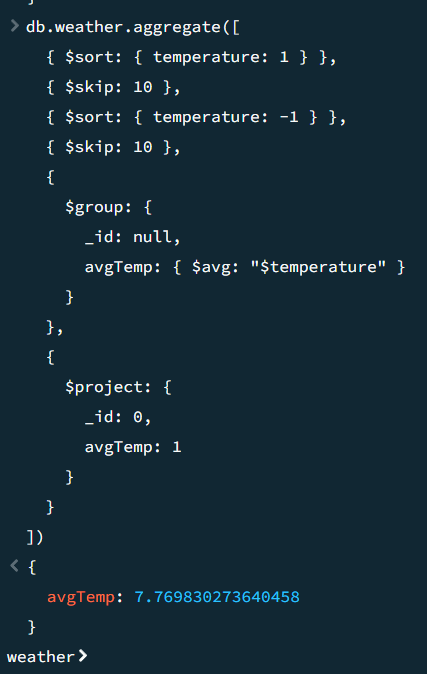 > db.weather.aggregate([
{ $sort: { temperature: 1 } },
{ $skip: 10 },
{ $sort: { temperature: -1 } },
{ $skip: 10 },
{
$group: {
_id: null,
avgTemp: { $avg: "$temperature" }
}
},
{
$project: {
_id: 0,
avgTemp: 1
}
}
])
< {
avgTemp: 7.769830273640458
}
weather>